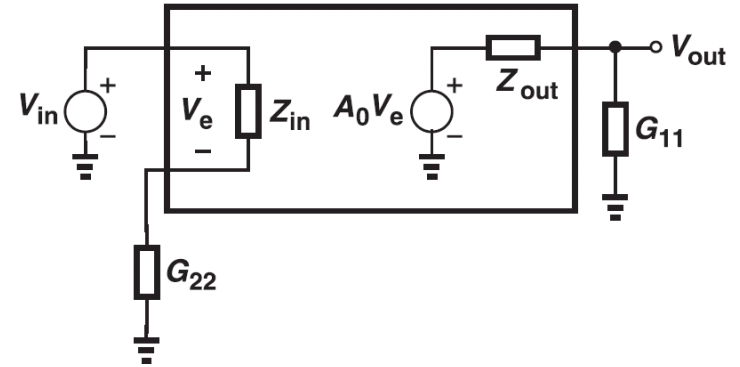 V_in
+
−
+
V_e
−
Z_in
A_0V_e
+
−
Z_out
V_out
G_11
G_22